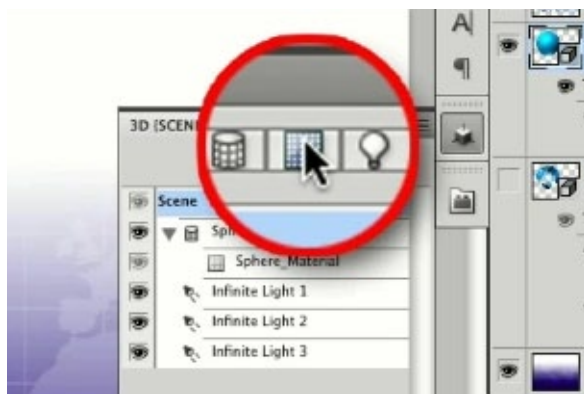 A
¶
3D {SCEN
Scene
Sph
Sphere_Material
Infinite Light 1
Infinite Light 2
Infinite Light 3